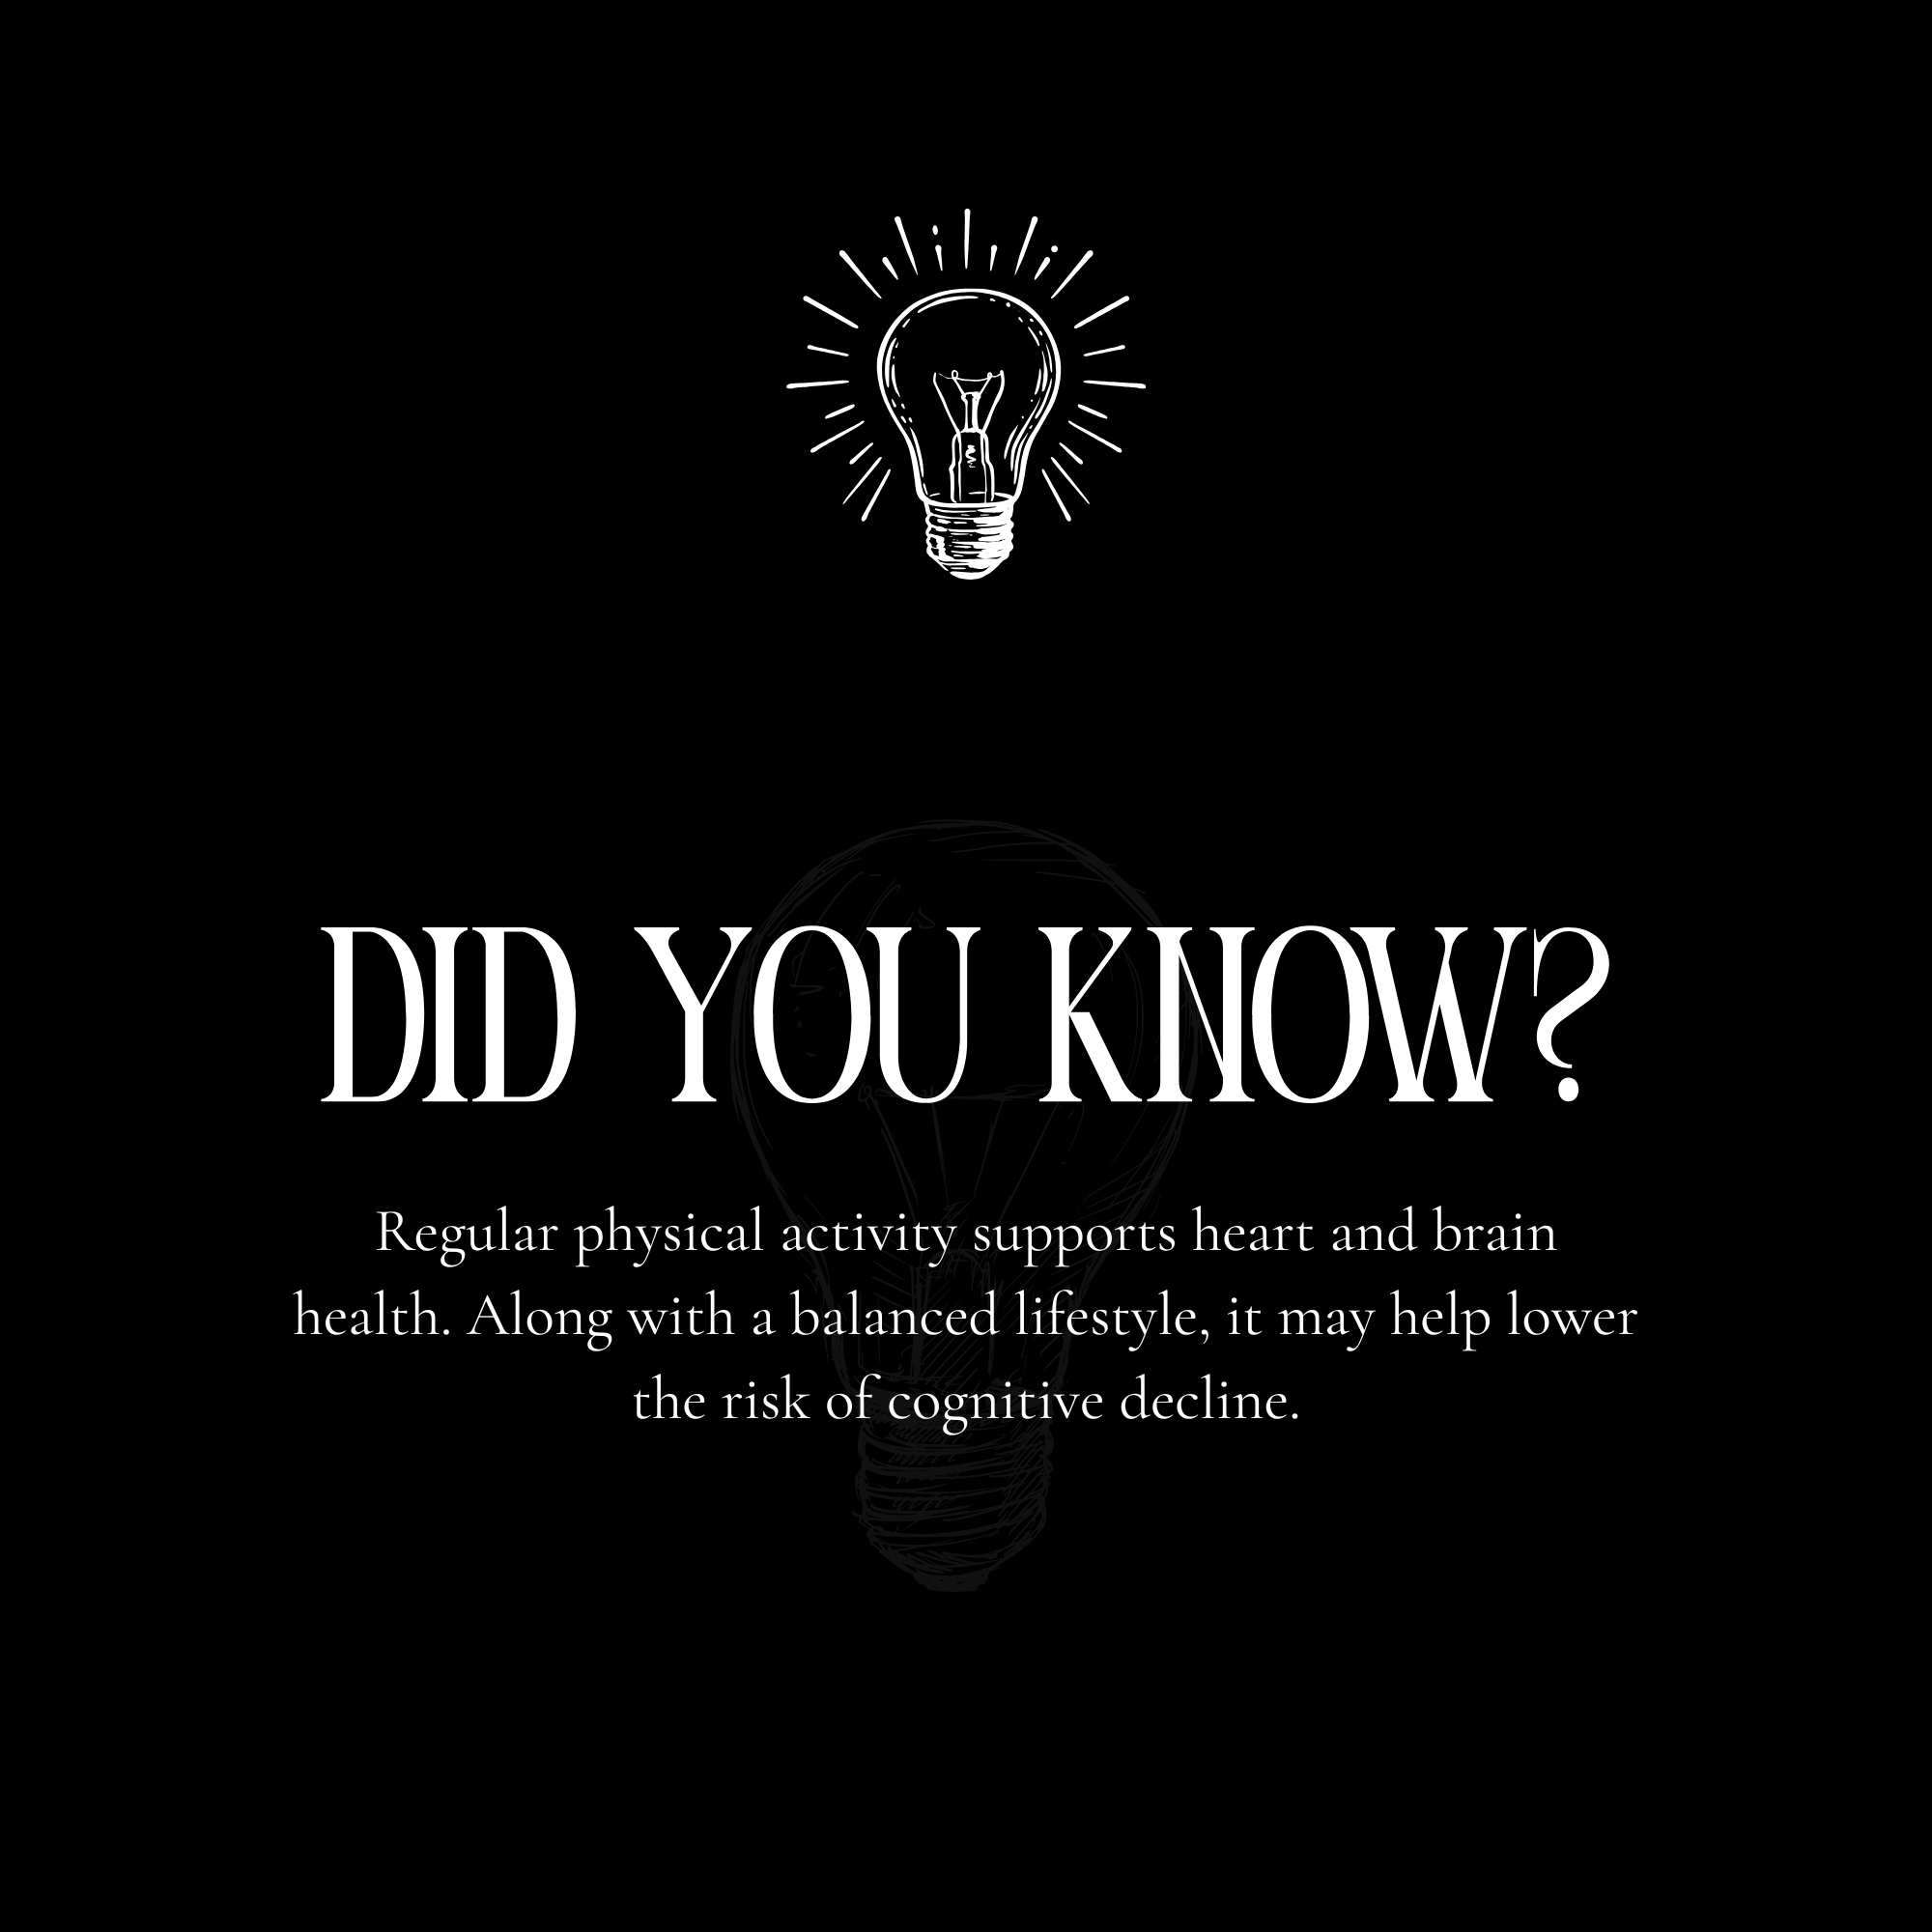 DID YOU KNOW?
Regular physical activity supports heart and brain
health. Along with a balanced lifestyle, it may help lower
the risk of cognitive decline.